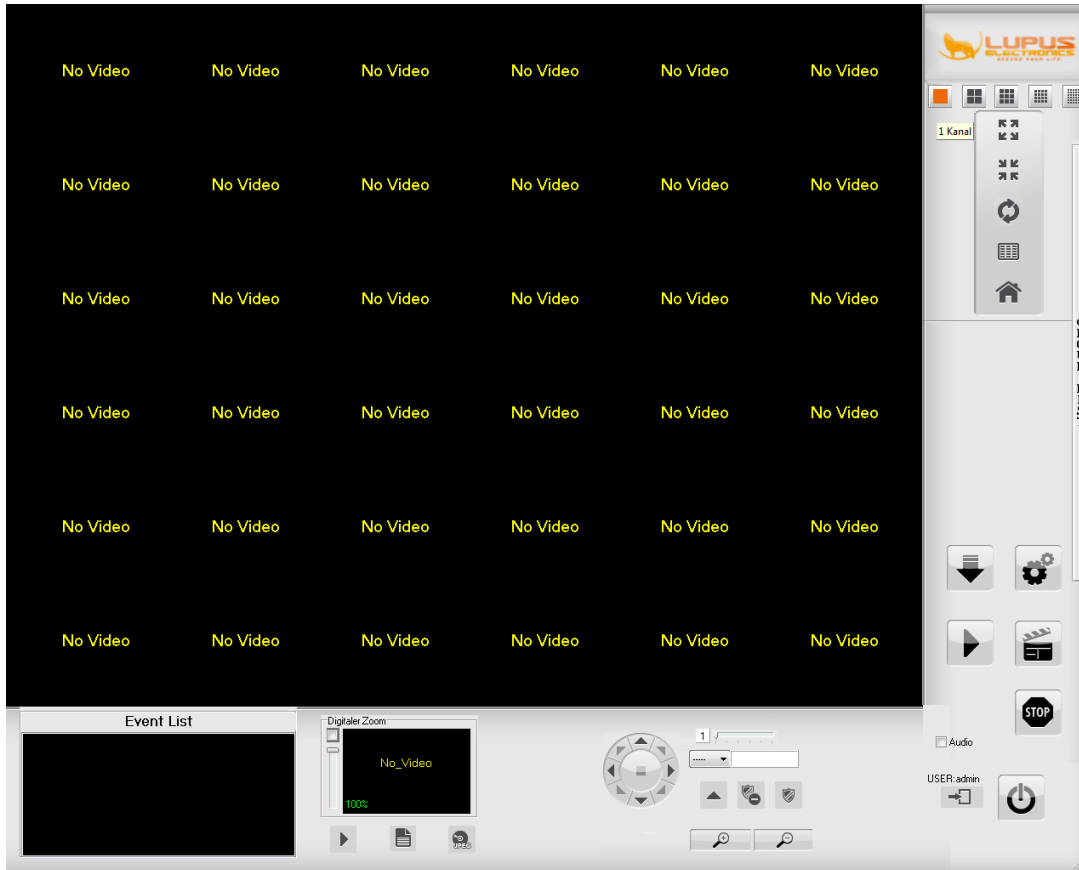 LUPUS
ELECTRONICS
SECURE YOUR LIFE.
No Video No Video No Video No Video No Video No Video
1 Kanal
No Video No Video No Video No Video No Video No Video
No Video No Video No Video No Video No Video No Video
No Video No Video No Video No Video No Video No Video
No Video No Video No Video No Video No Video No Video
No Video No Video No Video No Video No Video No Video
STOP
Event List
Digitaler Zoom
No_Video
100%
JPEG
1
-----
Audio
USER:admin